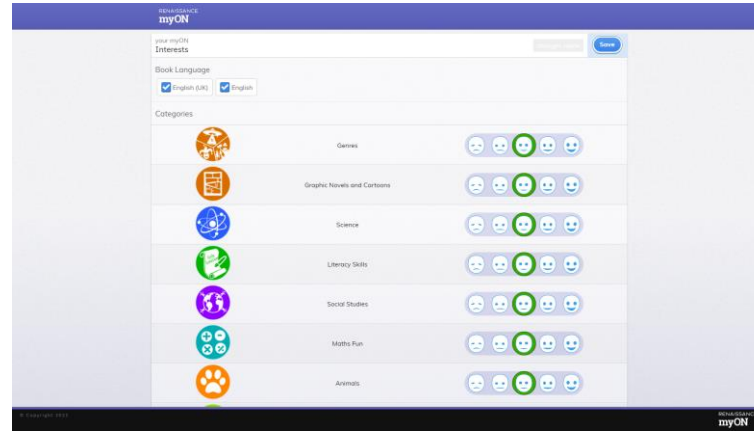 RENAISSANCE
myON
your myON
Interests
Save
Book Language
English (UK)
English
Categories
Genres
Graphic Novels and Cartoons
Science
Literacy Skills
Social Studies
Maths Fun
Animals
RENAISSANCE
myON